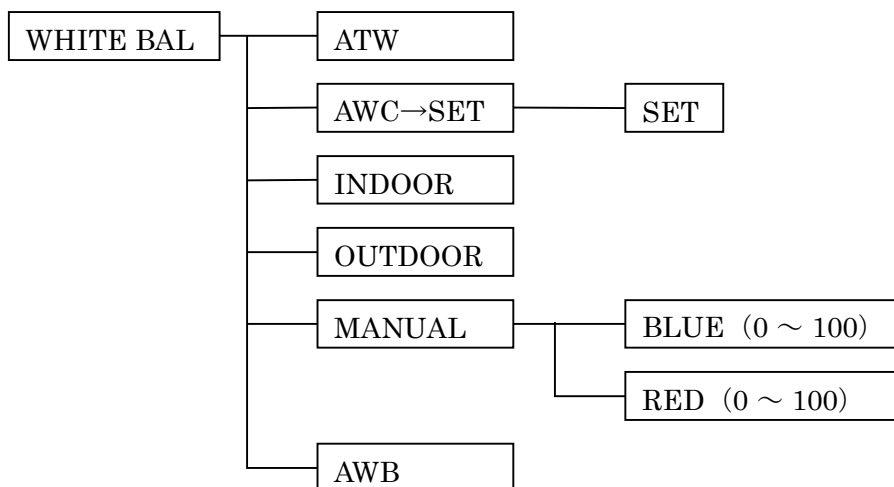 WHITE BAL
ATW
AWC→SET
SET
INDOOR
OUTDOOR
MANUAL
BLUE（0 ～ 100）
RED（0 ～ 100）
AWB